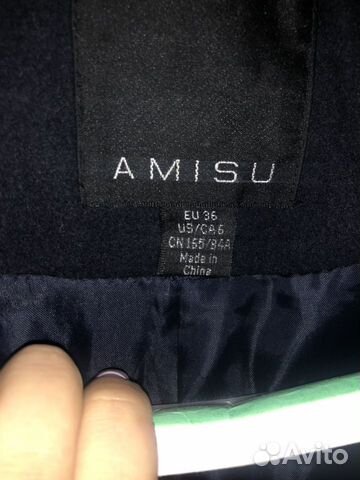 AMISU
EU 36
US/CA 6
CN 165/84A
Made in
China
Avito